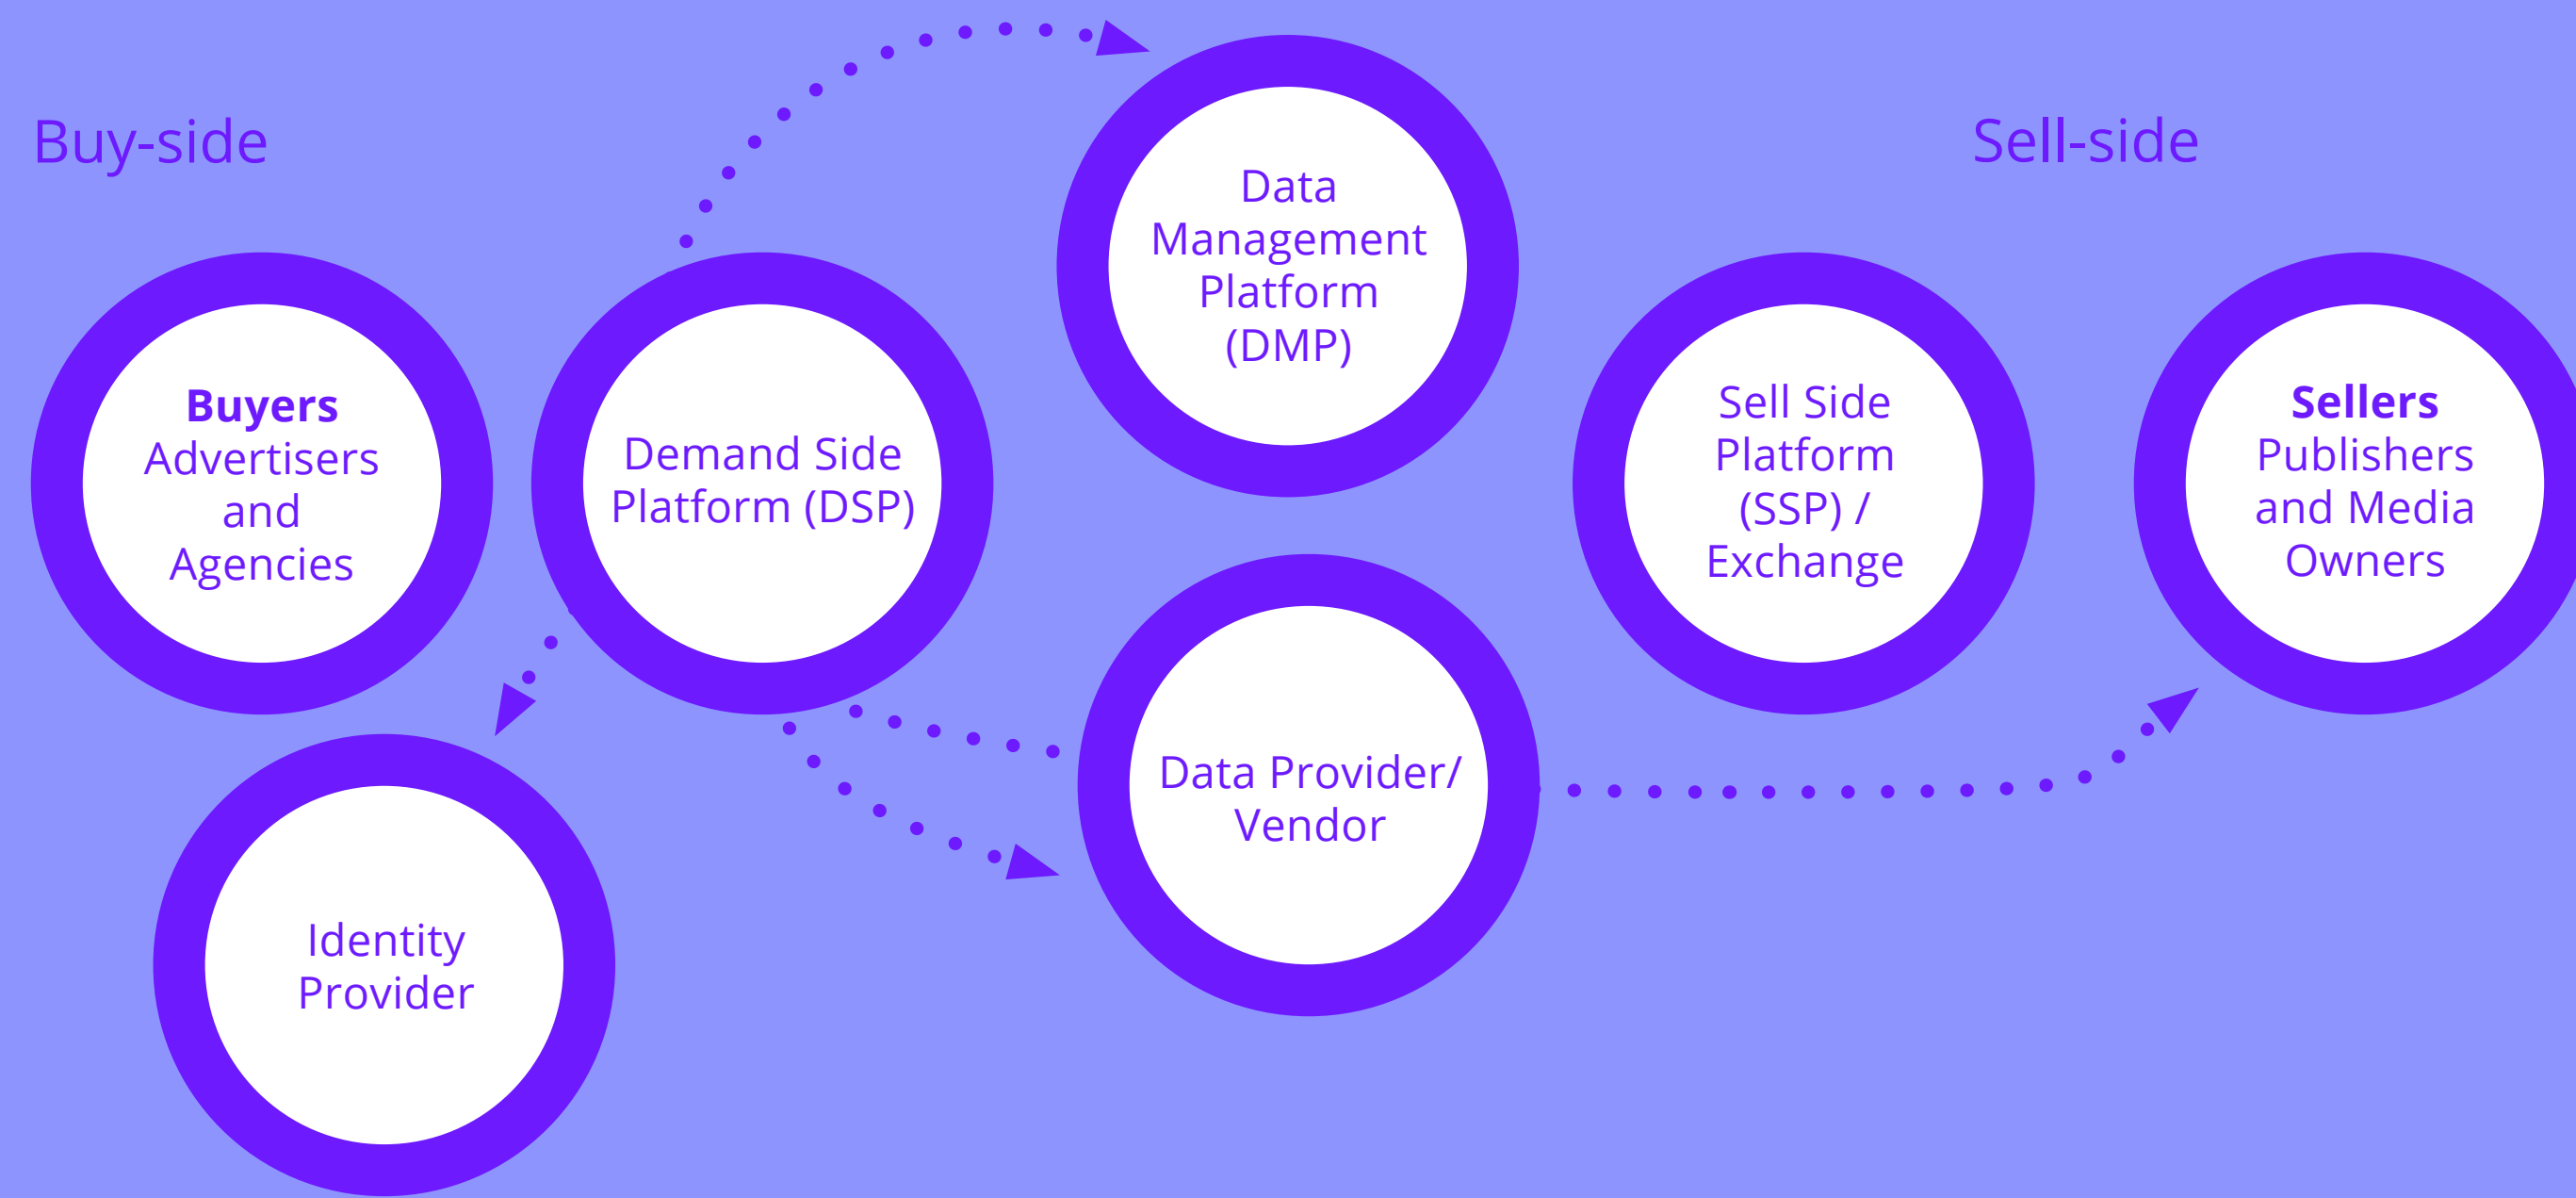 Buy-side
Sell-side
Buyers
Advertisers
and
Agencies
Demand Side
Platform (DSP)
Data
Management
Platform
(DMP)
Sell Side
Platform
(SSP) /
Exchange
Sellers
Publishers
and Media
Owners
Identity
Provider
Data Provider/
Vendor